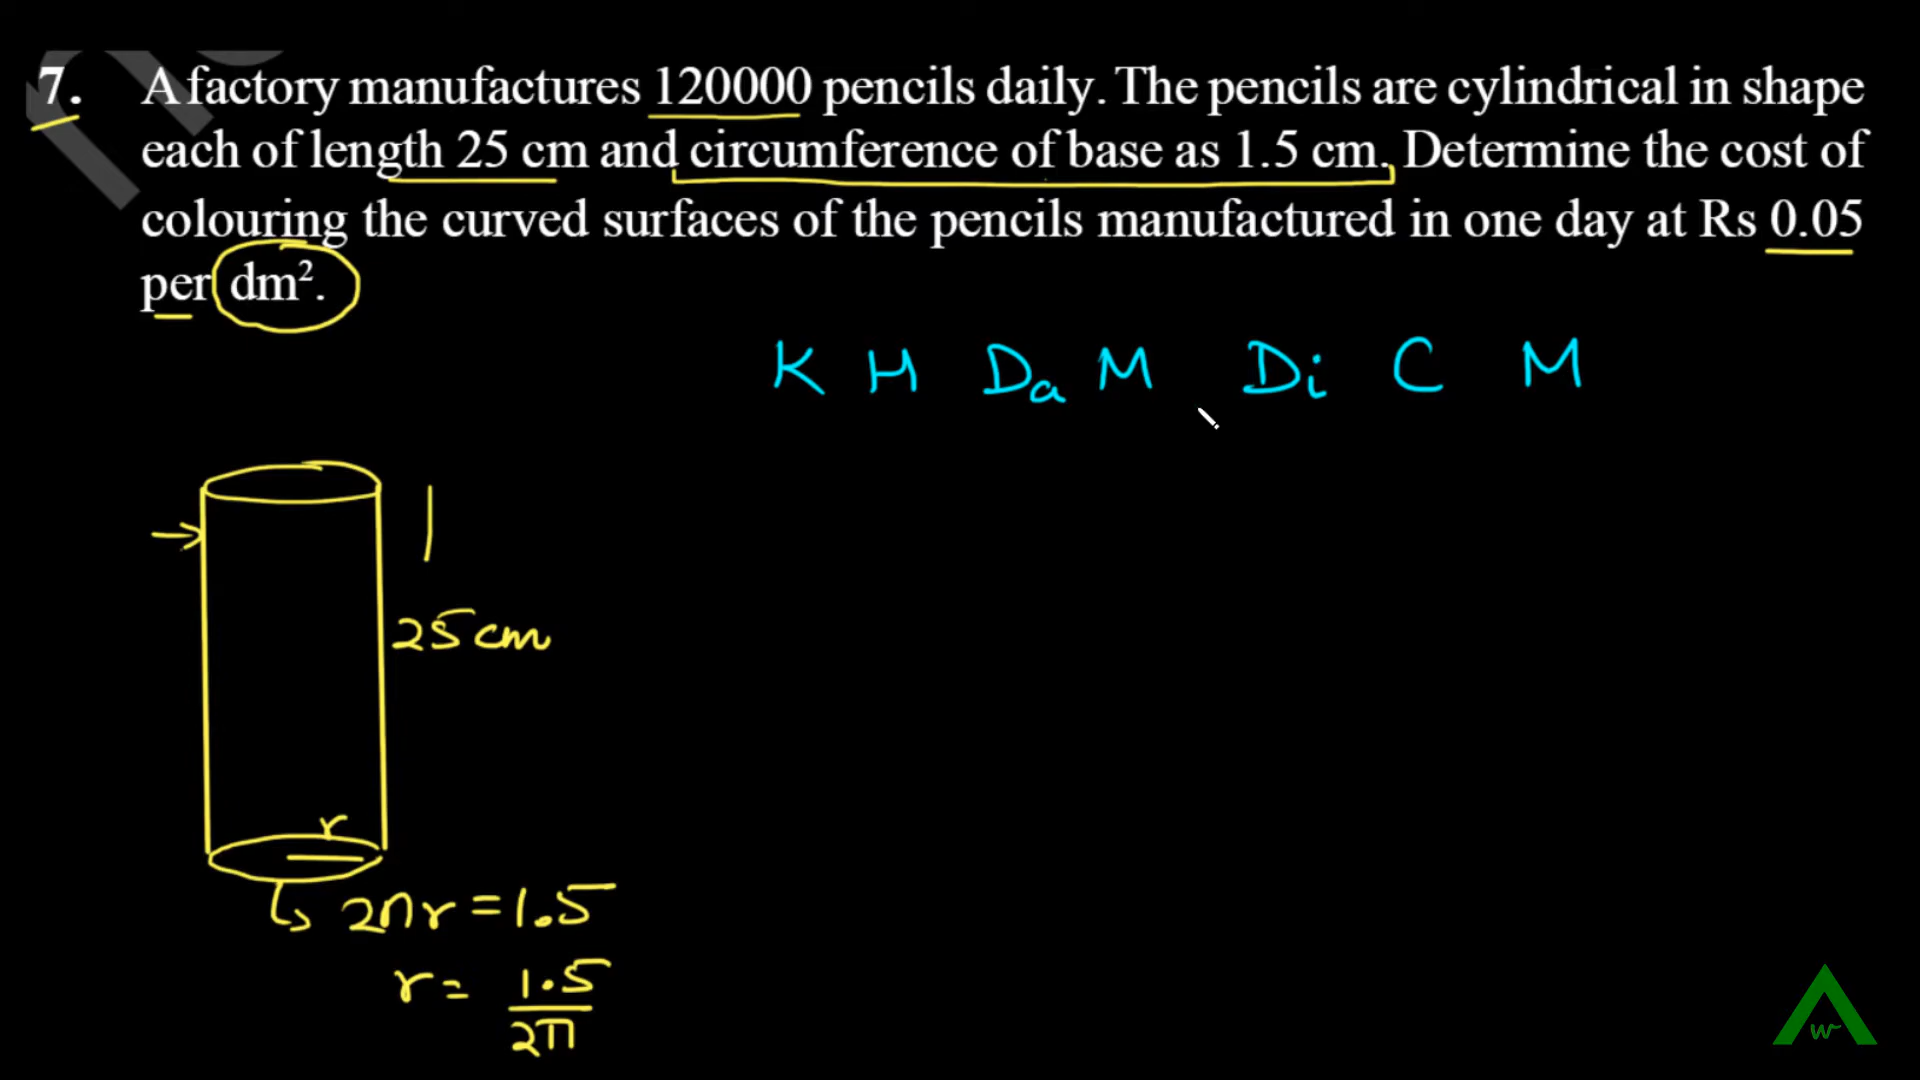 7. A factory manufactures 120000 pencils daily. The pencils are cylindrical in shape
each of length 25 cm and circumference of base as 1.5 cm. Determine the cost of
colouring the curved surfaces of the pencils manufactured in one day at Rs 0.05
per dm².
K H Da M Di C M
25cm
r
2πr = 1.5
r = 1.5
2π
W